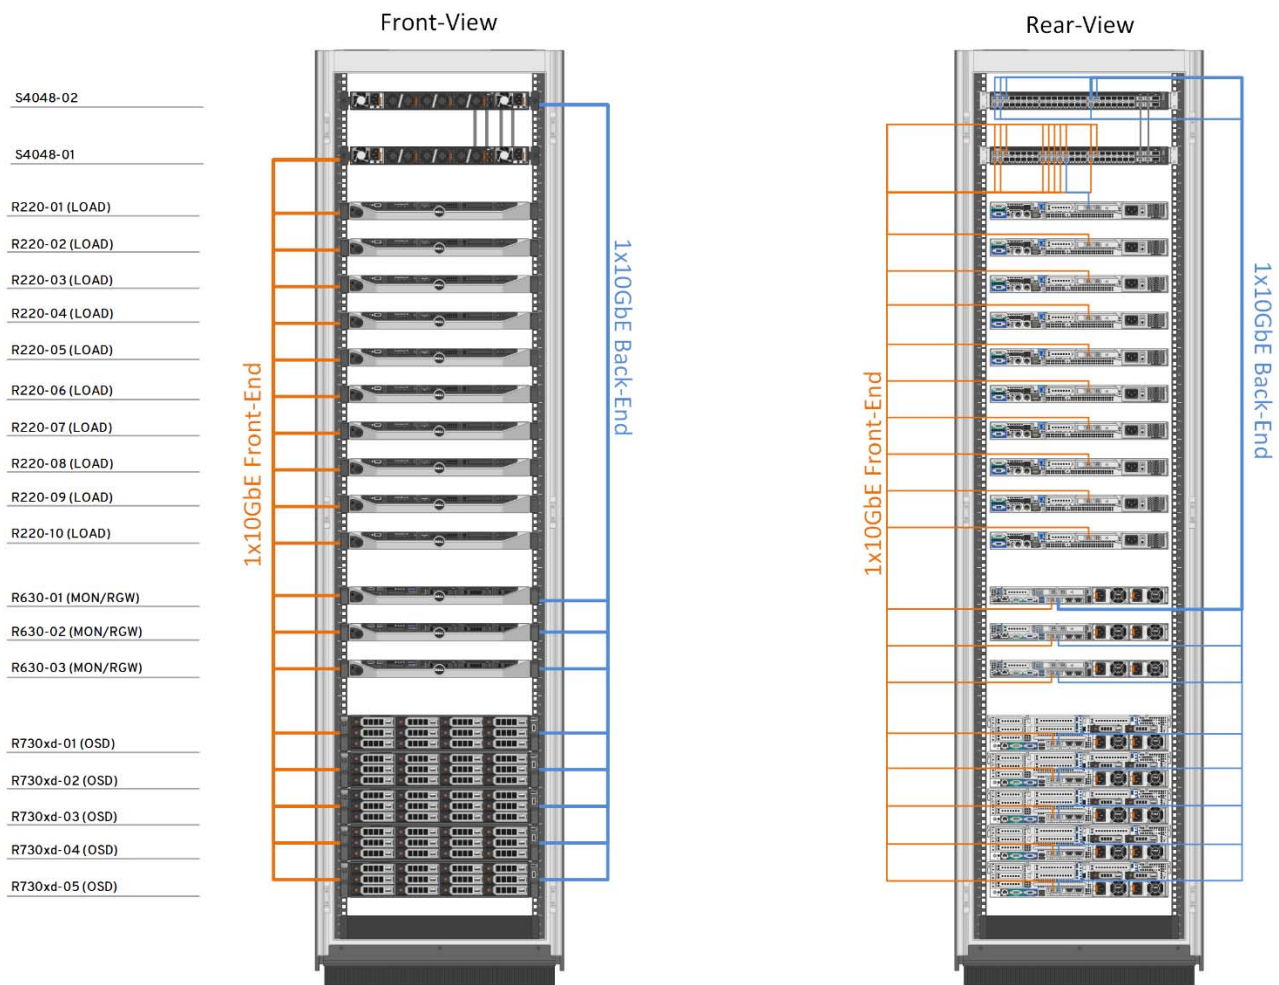 Front-View
Rear-View
S4048-02
S4048-01
R220-01 (LOAD)
R220-02 (LOAD)
R220-03 (LOAD)
R220-04 (LOAD)
R220-05 (LOAD)
R220-06 (LOAD)
R220-07 (LOAD)
R220-08 (LOAD)
R220-09 (LOAD)
R220-10 (LOAD)
R630-01 (MON/RGW)
R630-02 (MON/RGW)
R630-03 (MON/RGW)
R730xd-01 (OSD)
R730xd-02 (OSD)
R730xd-03 (OSD)
R730xd-04 (OSD)
R730xd-05 (OSD)
1x10GbE Front-End
1x10GbE Back-End
1x10GbE Front-End
1x10GbE Back-End